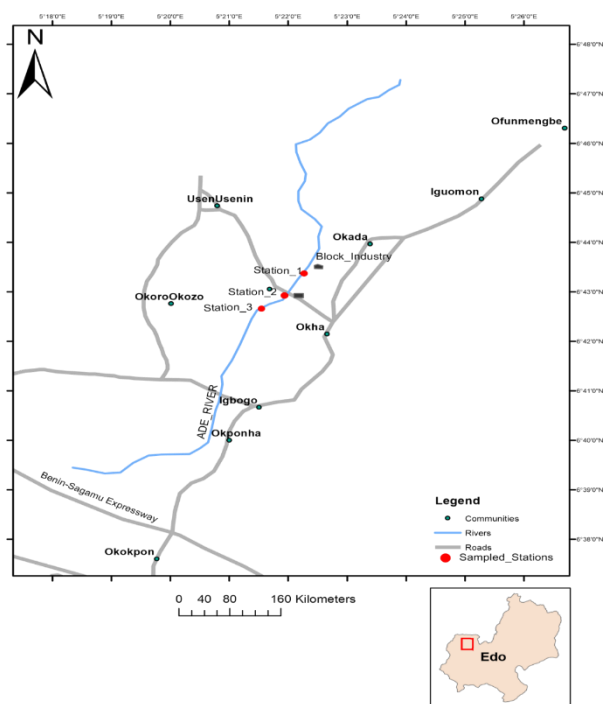 5°18'0"E 5°19'0"E 5°20'0"E 5°21'0"E 5°22'0"E 5°23'0"E 5°24'0"E 5°25'0"E 5°26'0"E
N
6°48'0"N
6°47'0"N
Ofunmengbe
6°46'0"N
Iguomon
6°45'0"N
UsenUsenin
Okada
6°44'0"N
Block_Industry
Station_1
6°43'0"N
Station_2
OkoroOkozo
Station_3
Okha
6°42'0"N
6°41'0"N
Igbogo
ADE_RIVER
Okponha
6°40'0"N
Benin-Sagamu Expressway
6°39'0"N
Legend
Communities
Rivers
Roads
Sampled_Stations
6°38'0"N
Okokpon
0 40 80 160 Kilometers
Edo